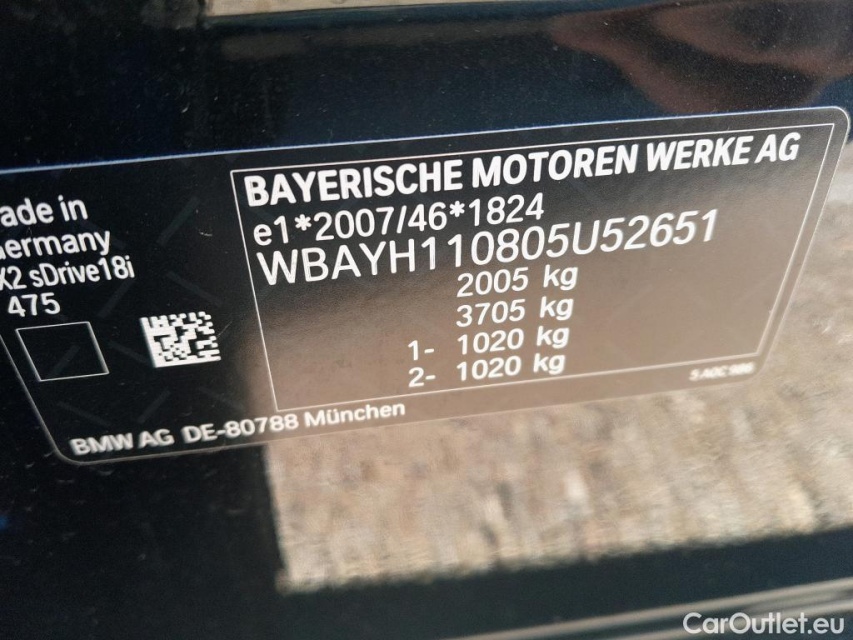 BAYERISCHE MOTOREN WERKE AG
e1*2007/46*1824
WBAYH110805U52651
2005 kg
3705 kg
1- 1020 kg
2- 1020 kg
ade in
ermany
X2 sDrive18i
475
BMW AG DE-80788 München
CarOutlet.eu